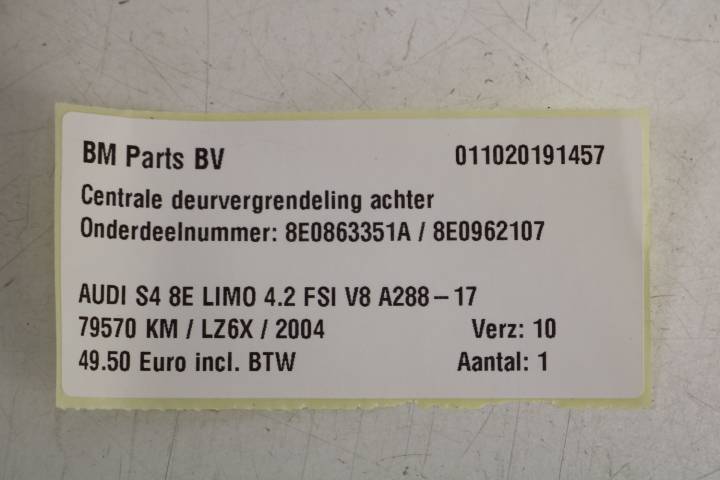 BM Parts BV 011020191457
Centrale deurvergrendeling achter
Onderdeelnummer: 8E0863351A / 8E0962107
AUDI S4 8E LIMO 4.2 FSI V8 A288-17
79570 KM / LZ6X / 2004 Verz: 10
49.50 Euro incl. BTW Aantal: 1